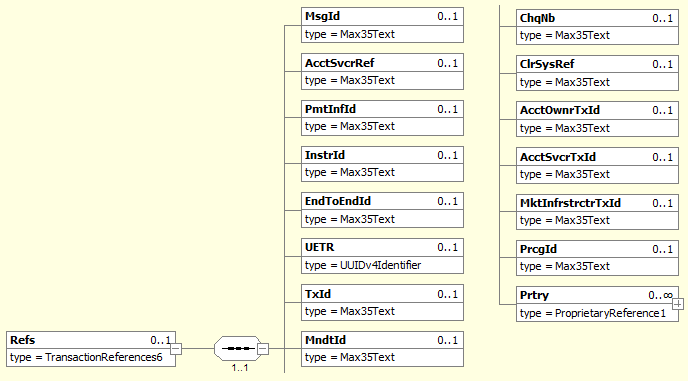 MsgId 0..1
type = Max35Text
AcctSvcrRef 0..1
type = Max35Text
PmtInfId 0..1
type = Max35Text
InstrId 0..1
type = Max35Text
EndToEndId 0..1
type = Max35Text
UETR 0..1
type = UUIDv4Identifier
TxId 0..1
type = Max35Text
Refs 0..1
type = TransactionReferences6
1..1
MndtId 0..1
type = Max35Text
ChqNb 0..1
type = Max35Text
ClrSysRef 0..1
type = Max35Text
AcctOwnrTxId 0..1
type = Max35Text
AcctSvcrTxId 0..1
type = Max35Text
MktInfrstrctrTxId 0..1
type = Max35Text
PrcgId 0..1
type = Max35Text
Prtry 0..∞
type = ProprietaryReference1